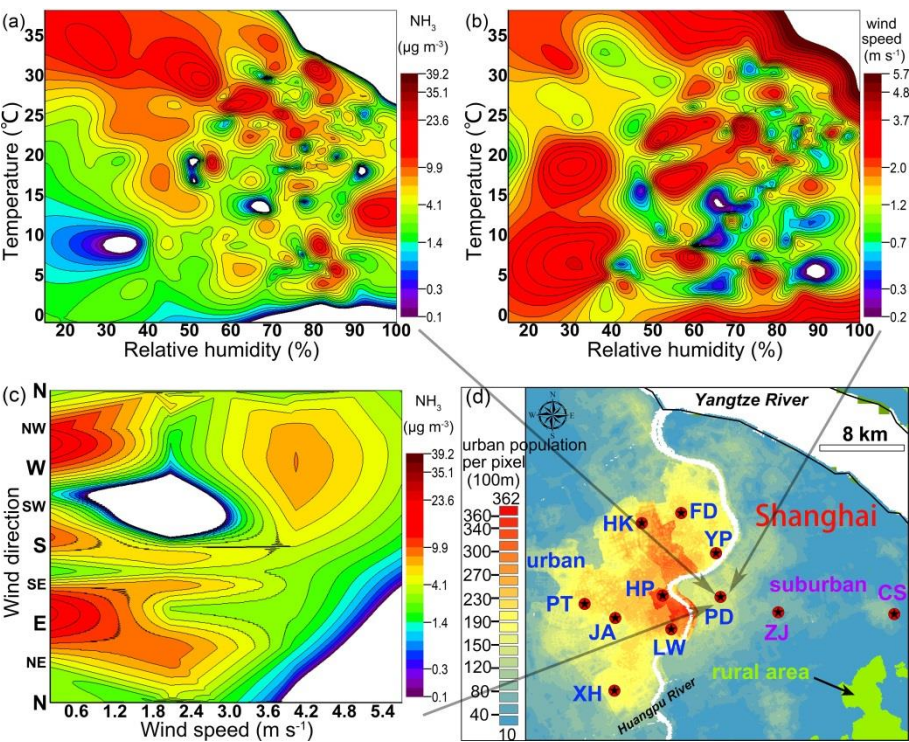 (a)
NH3
(µg m-3)
39.2
35.1
23.6
9.9
4.1
1.4
0.3
0.1
Temperature (℃)
35
30
25
20
15
10
5
0
20 30 40 50 60 70 80 90 100
Relative humidity (%)
(b)
wind
speed
(m s-1)
5.7
4.7
3.7
2.2
1.2
0.7
0.3
0.2
Temperature (℃)
35
30
25
20
15
10
5
0
20 30 40 50 60 70 80 90 100
Relative humidity (%)
(c)
NH3
(µg m-3)
39.2
35.1
23.6
9.9
4.1
1.4
0.3
0.1
Wind direction
N
NW
W
SW
S
SE
E
NE
N
0.6 1.2 1.8 2.4 3.0 3.6 4.2 4.8 5.4
Wind speed (m s-1)
(d)
N
W
E
S
Yangtze River
8 km
urban population
per pixel
(100m)
362
360
340
300
270
230
190
150
120
80
40
10
Shanghai
urban
suburban
rural area
Huangpu River
HK
FD
YP
HP
PT
JA
LW
PD
XH
ZJ
CS